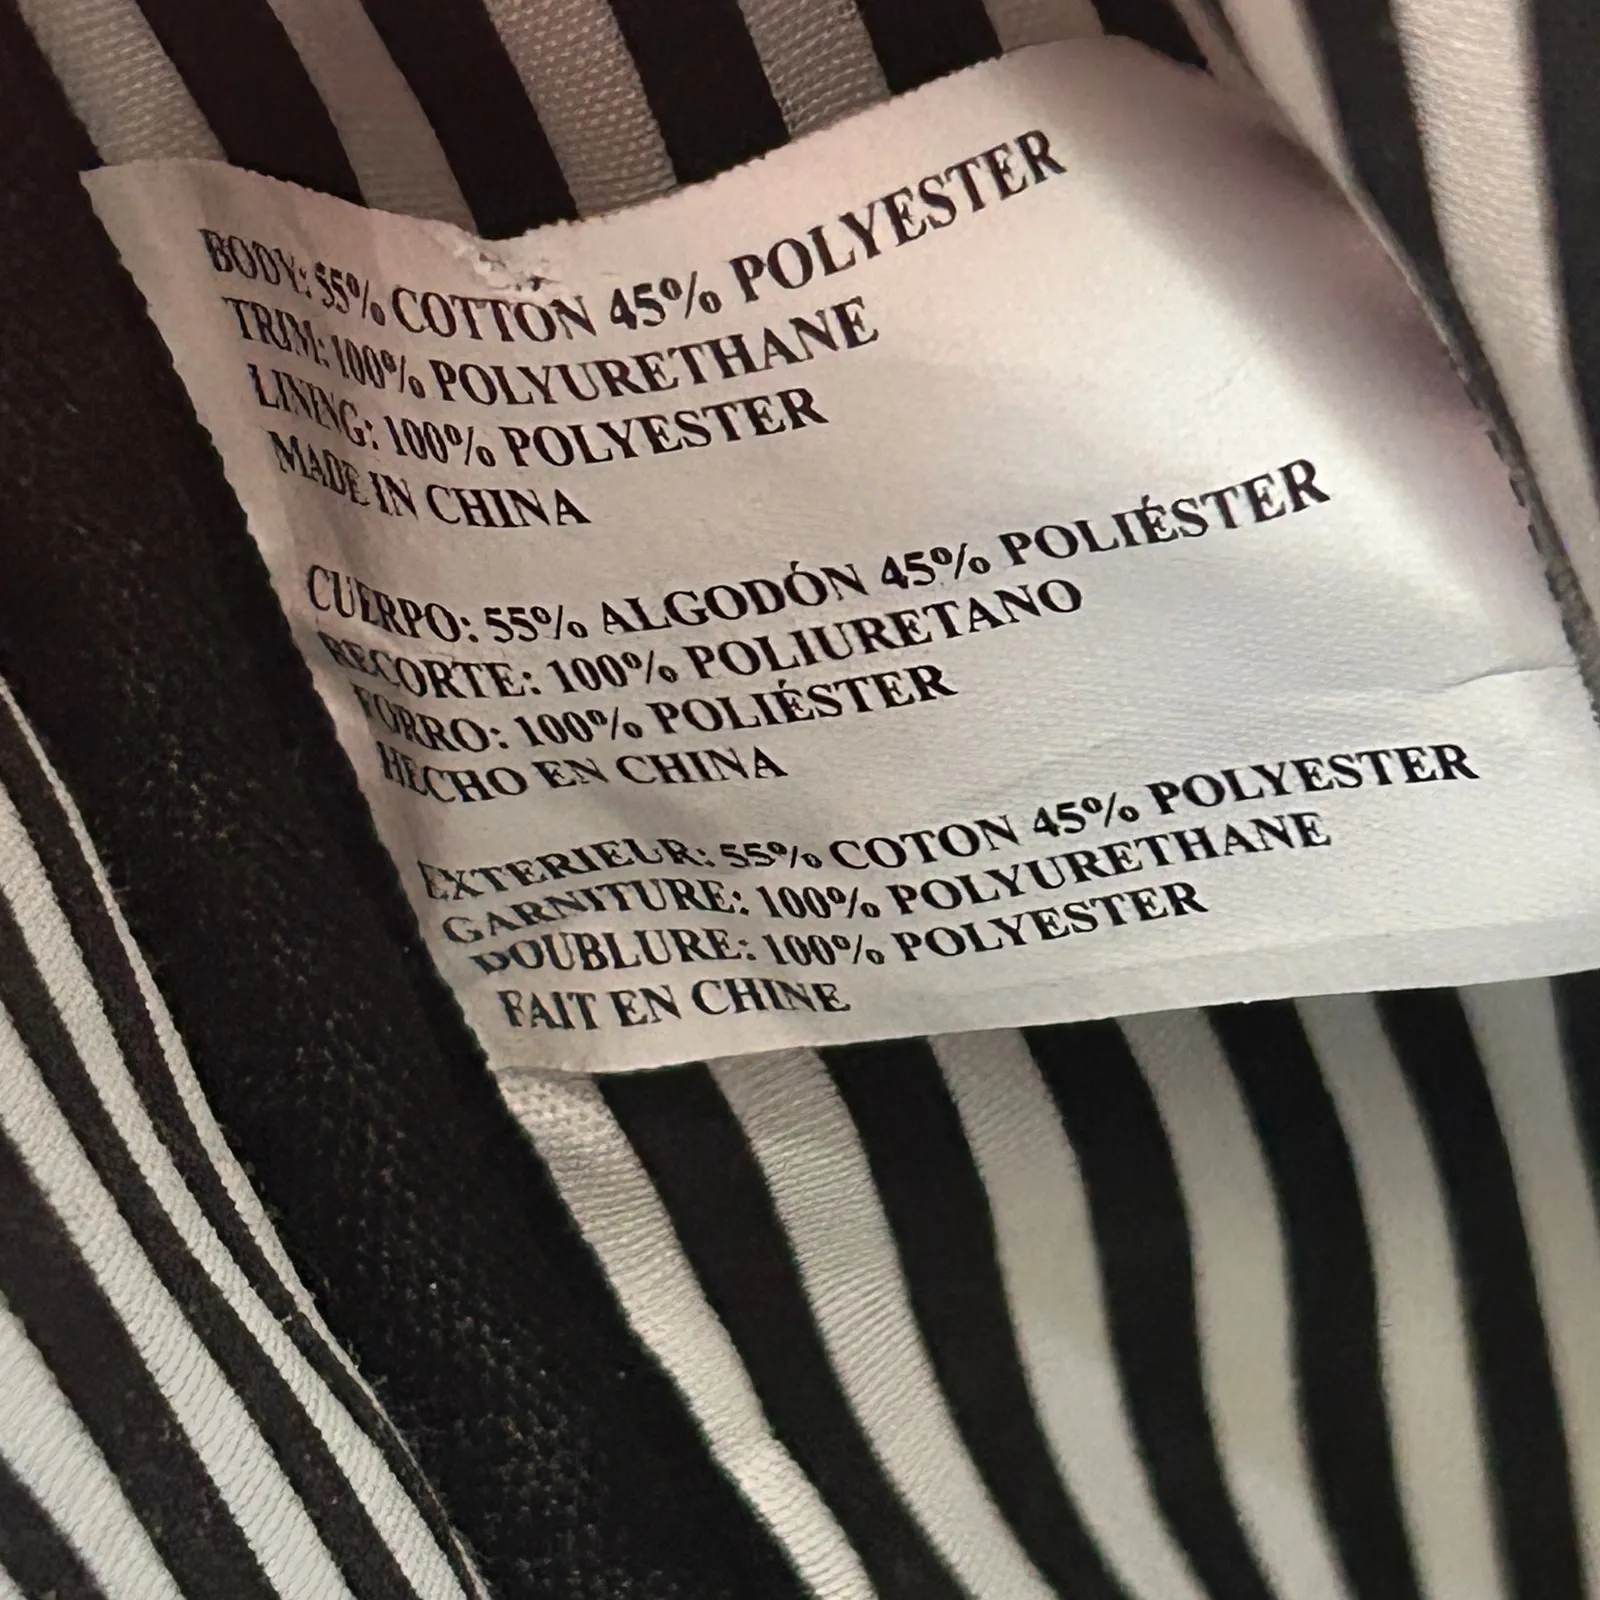 BODY: 55% COTTON 45% POLYESTER
TRIM: 100% POLYURETHANE
LINING: 100% POLYESTER
MADE IN CHINA
CUERPO: 55% ALGODÓN 45% POLIÉSTER
RECORTE: 100% POLIURETANO
FORRO: 100% POLIÉSTER
HECHO EN CHINA
EXTERIEUR: 55% COTON 45% POLYESTER
GARNITURE: 100% POLYURETHANE
DOUBLURE: 100% POLYESTER
FAIT EN CHINE